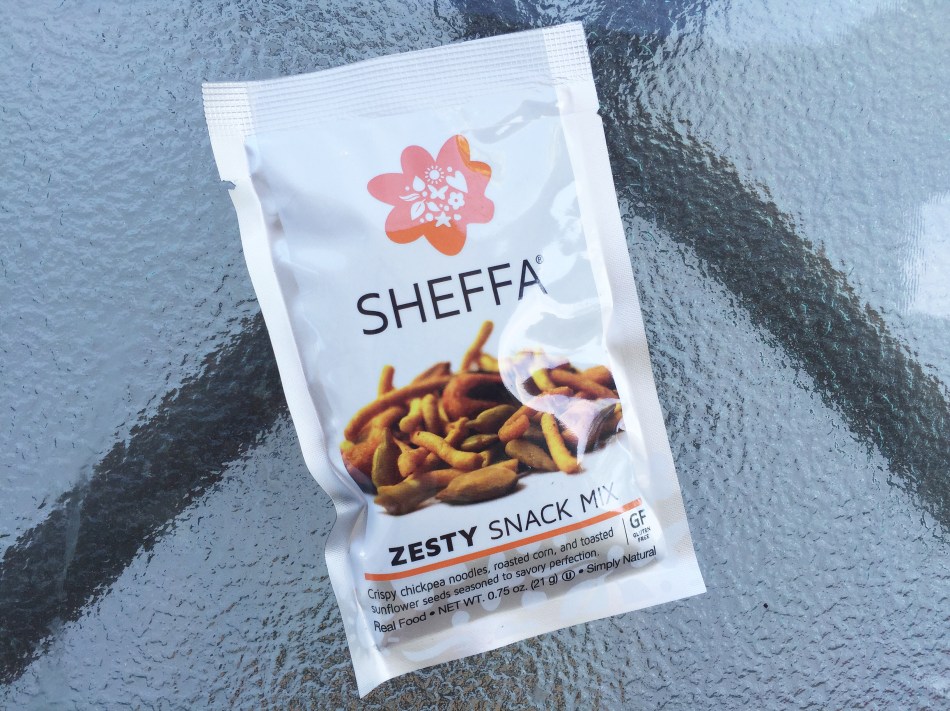 SHEFFA®
ZESTY SNACK MIX
GF
GLUTEN
FREE
Crispy chickpea noodles, roasted corn, and toasted
sunflower seeds seasoned to savory perfection.
Real Food • NET WT. 0.75 oz. (21 g) Ⓤ • Simply Natural